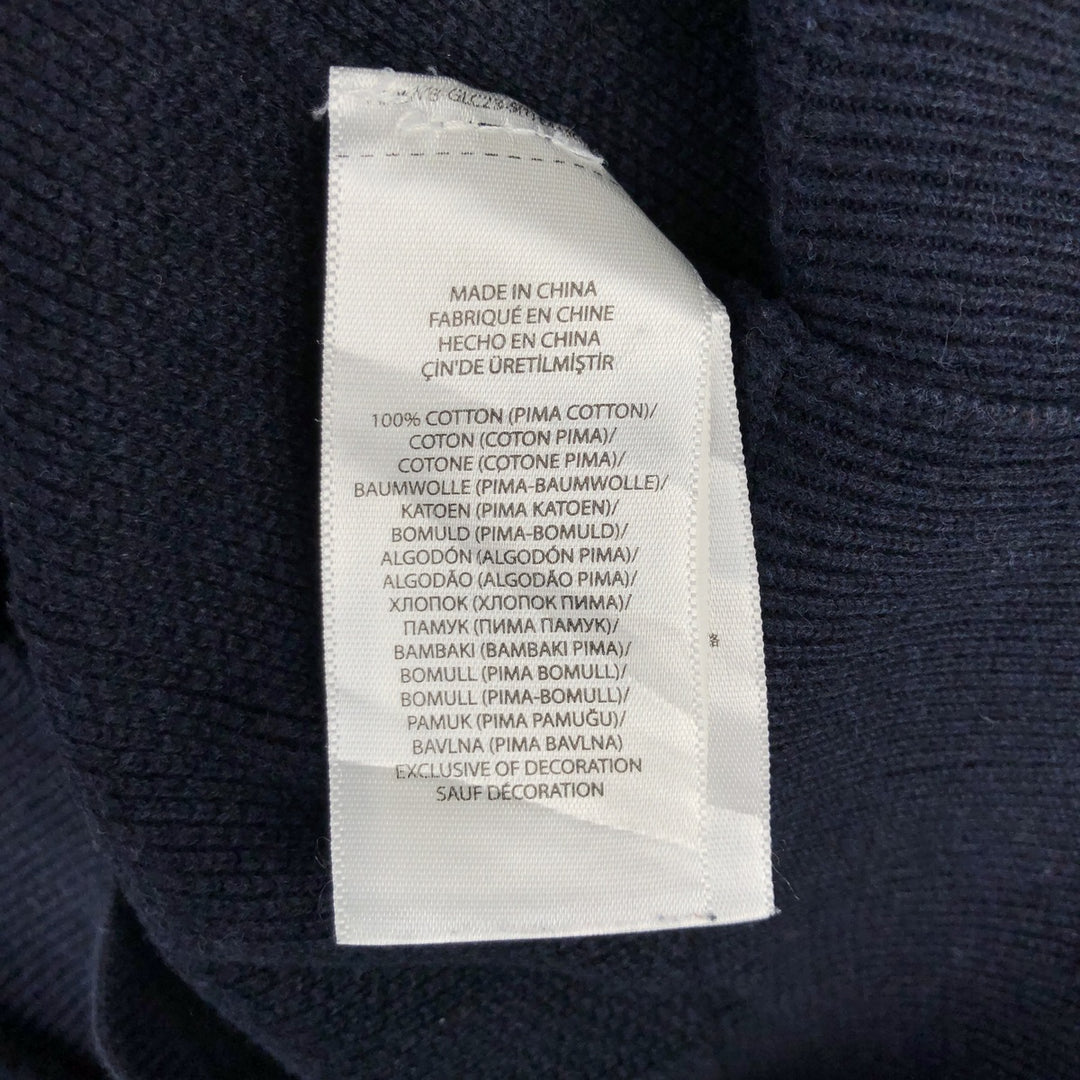 MADE IN CHINA
FABRIQUÉ EN CHINE
HECHO EN CHINA
ÇİN'DE ÜRETİLMİŞTİR
100% COTTON (PIMA COTTON)/
COTON (COTON PIMA)/
COTONE (COTONE PIMA)/
BAUMWOLLE (PIMA-BAUMWOLLE)/
KATOEN (PIMA KATOEN)/
BOMULD (PIMA-BOMULD)/
ALGODÓN (ALGODÓN PIMA)/
ALGODÃO (ALGODÃO PIMA)/
ХЛОПОК (ХЛОПОК ПИМА)/
ПАМУК (ПИМА ПАМУК)/
ΒΑΜΒΑΚΙ (ΒΑΜΒΑΚΙ PIMA)/
BOMULL (PIMA BOMULL)/
BOMULL (PIMA-BOMULL)/
PAMUK (PIMA PAMUĞU)/
BAVLNA (PIMA BAVLNA)
EXCLUSIVE OF DECORATION
SAUF DÉCORATION